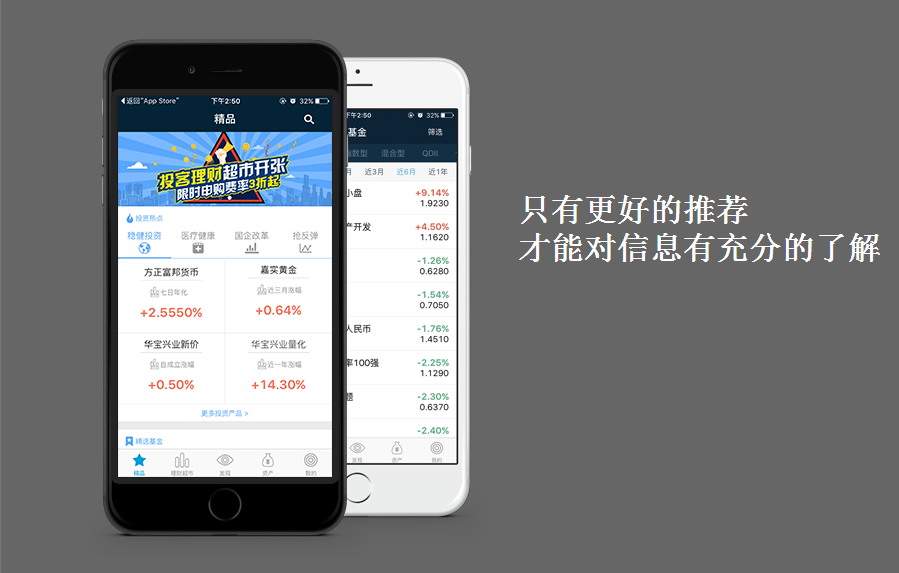 返回"App Store"
下午2:50
32%
精品
投客理财超市开张
限时申购费率3折起
投资热点
稳健投资
医疗健康
国企改革
抢反弹
方正富邦货币
七日年化
+2.5550%
嘉实黄金
近三月涨幅
+0.64%
华宝兴业新价
自成立涨幅
+0.50%
华宝兴业量化
近一年涨幅
+14.30%
更多投资产品 >
精选基金
精品
理财超市
发现
资产
我的
午2:50
32%
基金
筛选
指数型
混合型
QDII
月
近3月
近6月
近1年
小盘
+9.14%
1.9230
产开发
+4.50%
1.1620
-1.26%
0.6280
-1.54%
0.7050
人民币
-1.76%
1.4510
率100强
-2.25%
1.1290
题
-2.30%
0.6370
-2.40%
发现
资产
我的
只有更好的推荐
才能对信息有充分的了解